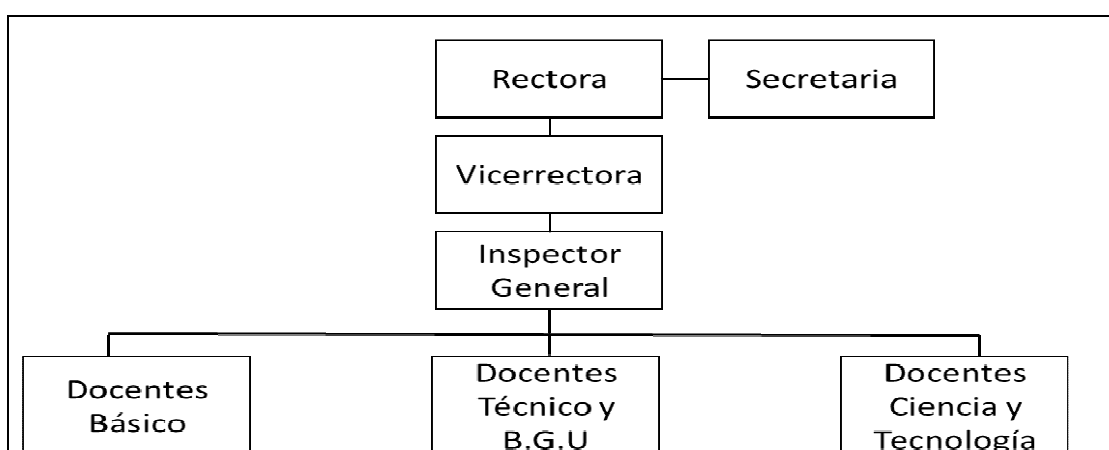 Rectora
Secretaria
Vicerrectora
Inspector
General
Docentes
Básico
Docentes
Técnico y
B.G.U
Docentes
Ciencia y
Tecnología